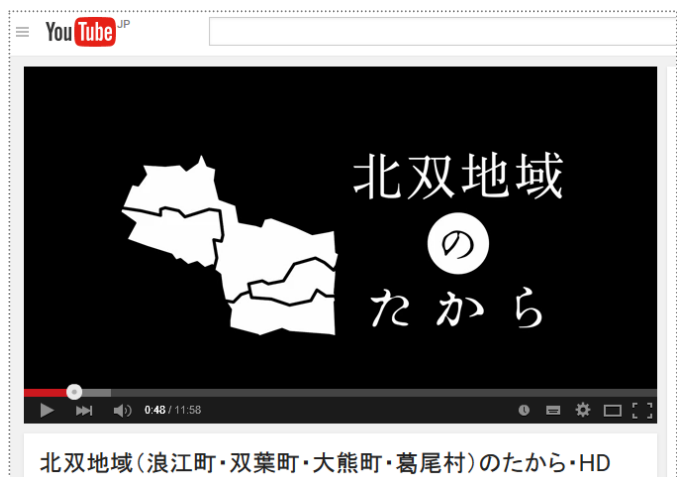 YouTube JP
北双地域
の
たから
0:48 / 11:58
北双地域(浪江町・双葉町・大熊町・葛尾村)のたから・HD